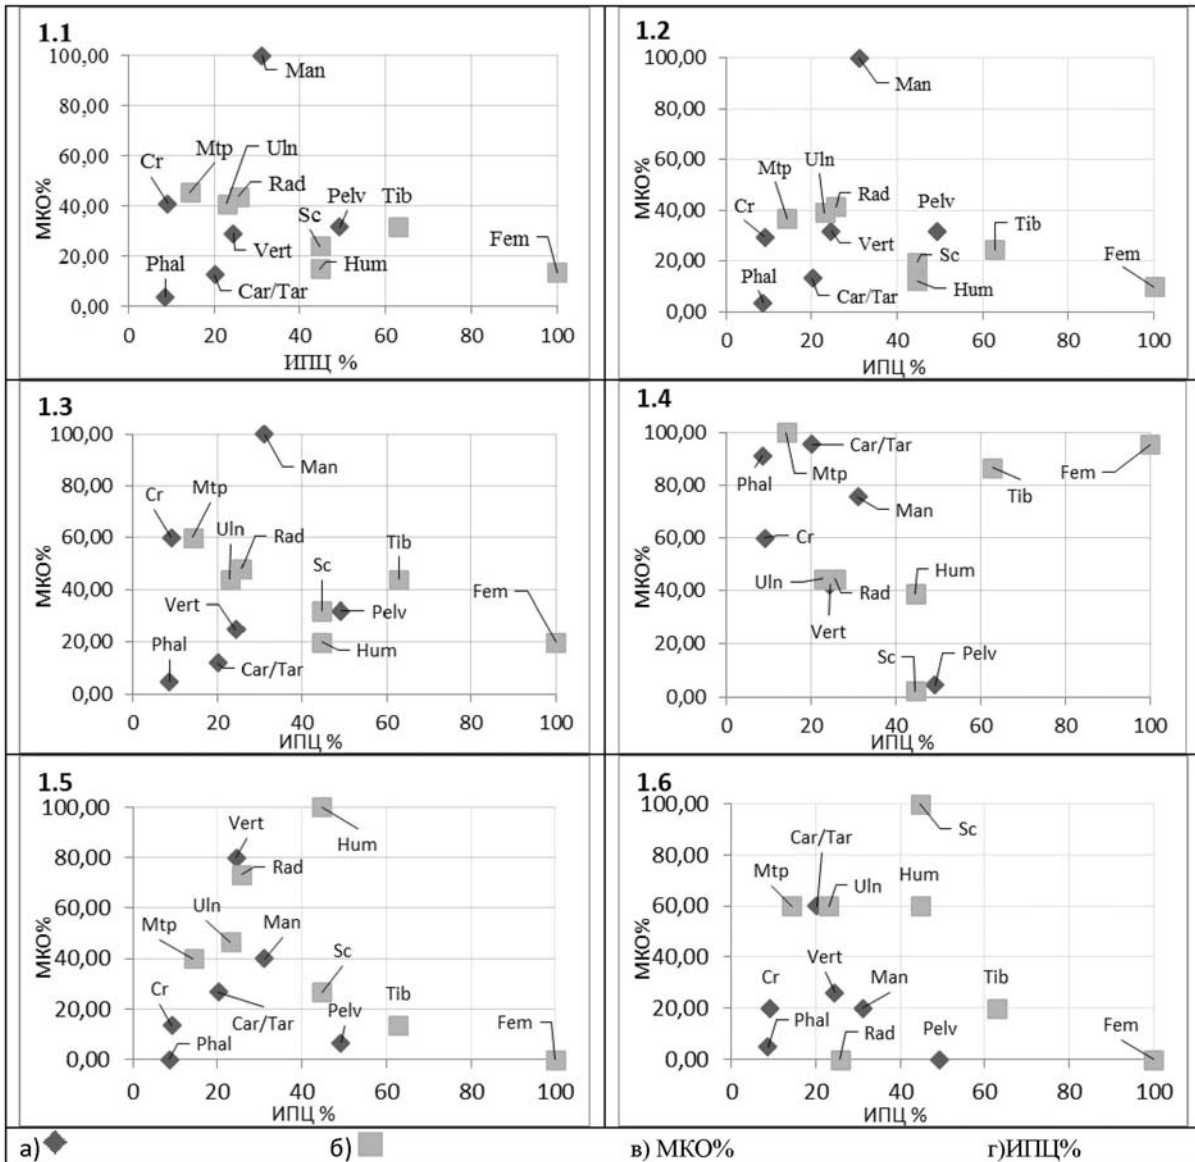 1.1
100,00
80,00
60,00
40,00
20,00
0,00
МКО%
Man
Cr
Mtp
Uln
Rad
Sc
Pelv
Tib
Vert
Hum
Fem
Phal
Car/Tar
0 20 40 60 80 100
ИПЦ %
1.2
100,00
80,00
60,00
40,00
20,00
0,00
МКО%
Man
Mtp
Uln
Rad
Cr
Pelv
Tib
Vert
Sc
Fem
Phal
Car/Tar
Hum
0 20 40 60 80 100
ИПЦ %
1.3
100,00
80,00
60,00
40,00
20,00
0,00
МКО%
Man
Cr
Mtp
Uln
Rad
Sc
Tib
Vert
Pelv
Fem
Phal
Car/Tar
Hum
0 20 40 60 80 100
ИПЦ %
1.4
100,00
80,00
60,00
40,00
20,00
0,00
МКО%
Car/Tar
Phal
Mtp
Man
Tib
Fem
Cr
Uln
Rad
Hum
Vert
Sc
Pelv
0 20 40 60 80 100
ИПЦ %
1.5
100,00
80,00
60,00
40,00
20,00
0,00
МКО%
Vert
Hum
Rad
Uln
Mtp
Man
Sc
Cr
Car/Tar
Pelv
Tib
Phal
Fem
0 20 40 60 80 100
ИПЦ %
1.6
100,00
80,00
60,00
40,00
20,00
0,00
МКО%
Sc
Car/Tar
Mtp
Uln
Hum
Vert
Cr
Man
Tib
Phal
Rad
Pelv
Fem
0 20 40 60 80 100
ИПЦ %
а) б) в) МКО% г)ИПЦ%